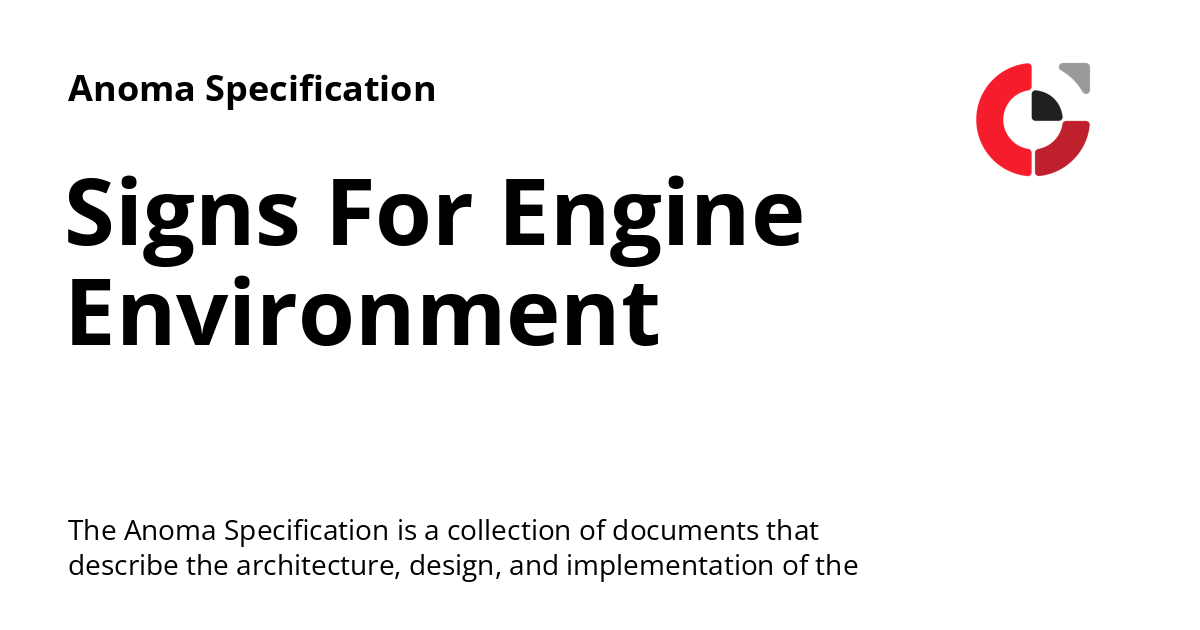 Anoma Specification
Signs For Engine
Environment
The Anoma Specification is a collection of documents that
describe the architecture, design, and implementation of the